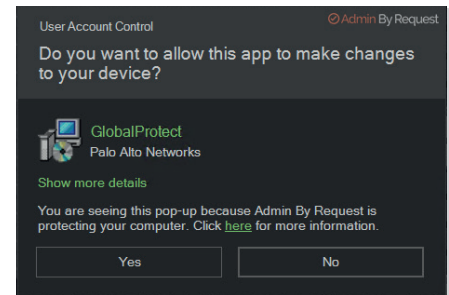 User Account Control
Admin By Request
Do you want to allow this app to make changes
to your device?
GlobalProtect
Palo Alto Networks
Show more details
You are seeing this pop-up because Admin By Request is
protecting your computer. Click here for more information.
Yes
No